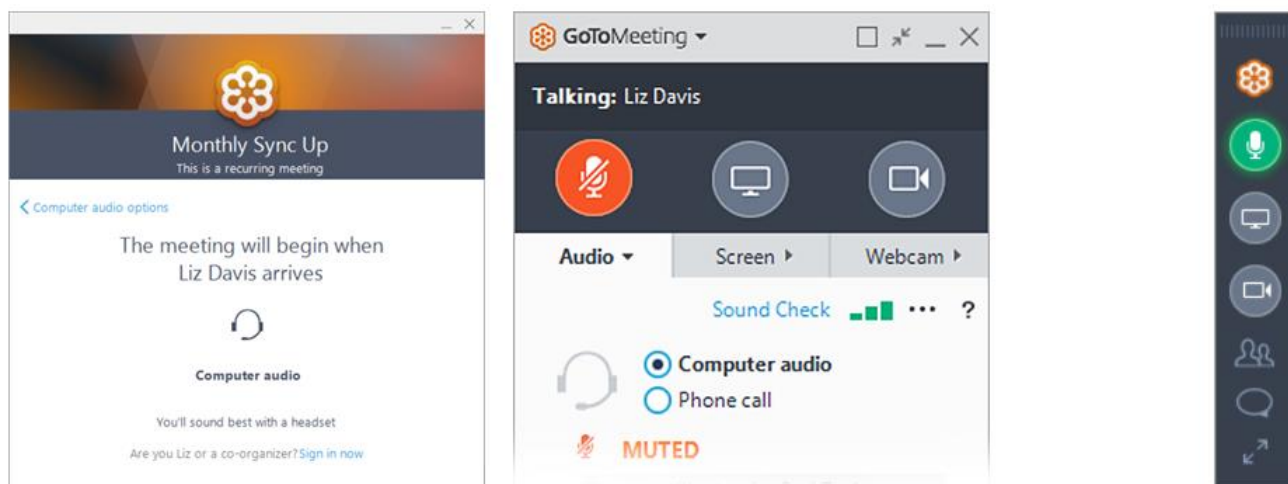 Monthly Sync Up
This is a recurring meeting
Computer audio options
The meeting will begin when
Liz Davis arrives
Computer audio
You'll sound best with a headset
Are you Liz or a co-organizer? Sign in now
GoToMeeting
Talking: Liz Davis
Audio
Screen
Webcam
Sound Check ... ?
Computer audio
Phone call
MUTED